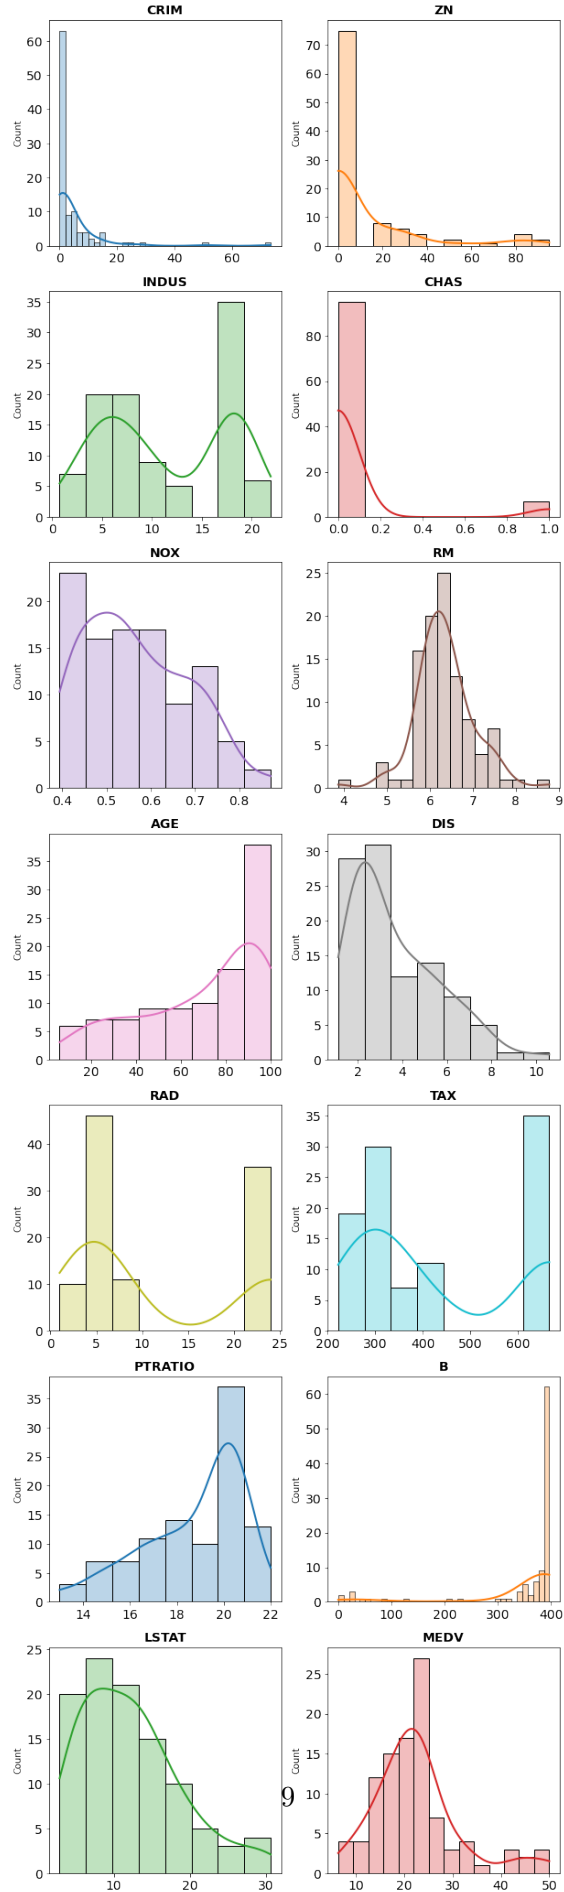 CRIM ZN
60
50
40
30
20
10
0
Count
0 20 40 60
70
60
50
40
30
20
10
0
Count
0 20 40 60 80
INDUS CHAS
35
30
25
20
15
10
5
0
Count
0 5 10 15 20
80
60
40
20
0
Count
0.0 0.2 0.4 0.6 0.8 1.0
NOX RM
20
15
10
5
0
Count
0.4 0.5 0.6 0.7 0.8
25
20
15
10
5
0
Count
4 5 6 7 8 9
AGE DIS
35
30
25
20
15
10
5
0
Count
20 40 60 80 100
30
25
20
15
10
5
0
Count
2 4 6 8 10
RAD TAX
40
30
20
10
0
Count
0 5 10 15 20 25
35
30
25
20
15
10
5
0
Count
200 300 400 500 600
PTRATIO B
35
30
25
20
15
10
5
0
Count
14 16 18 20 22
60
50
40
30
20
10
0
Count
0 100 200 300 400
LSTAT MEDV
25
20
15
10
5
0
Count
10 20 30
25
20
15
10
5
0
Count
10 20 30 40 50
9